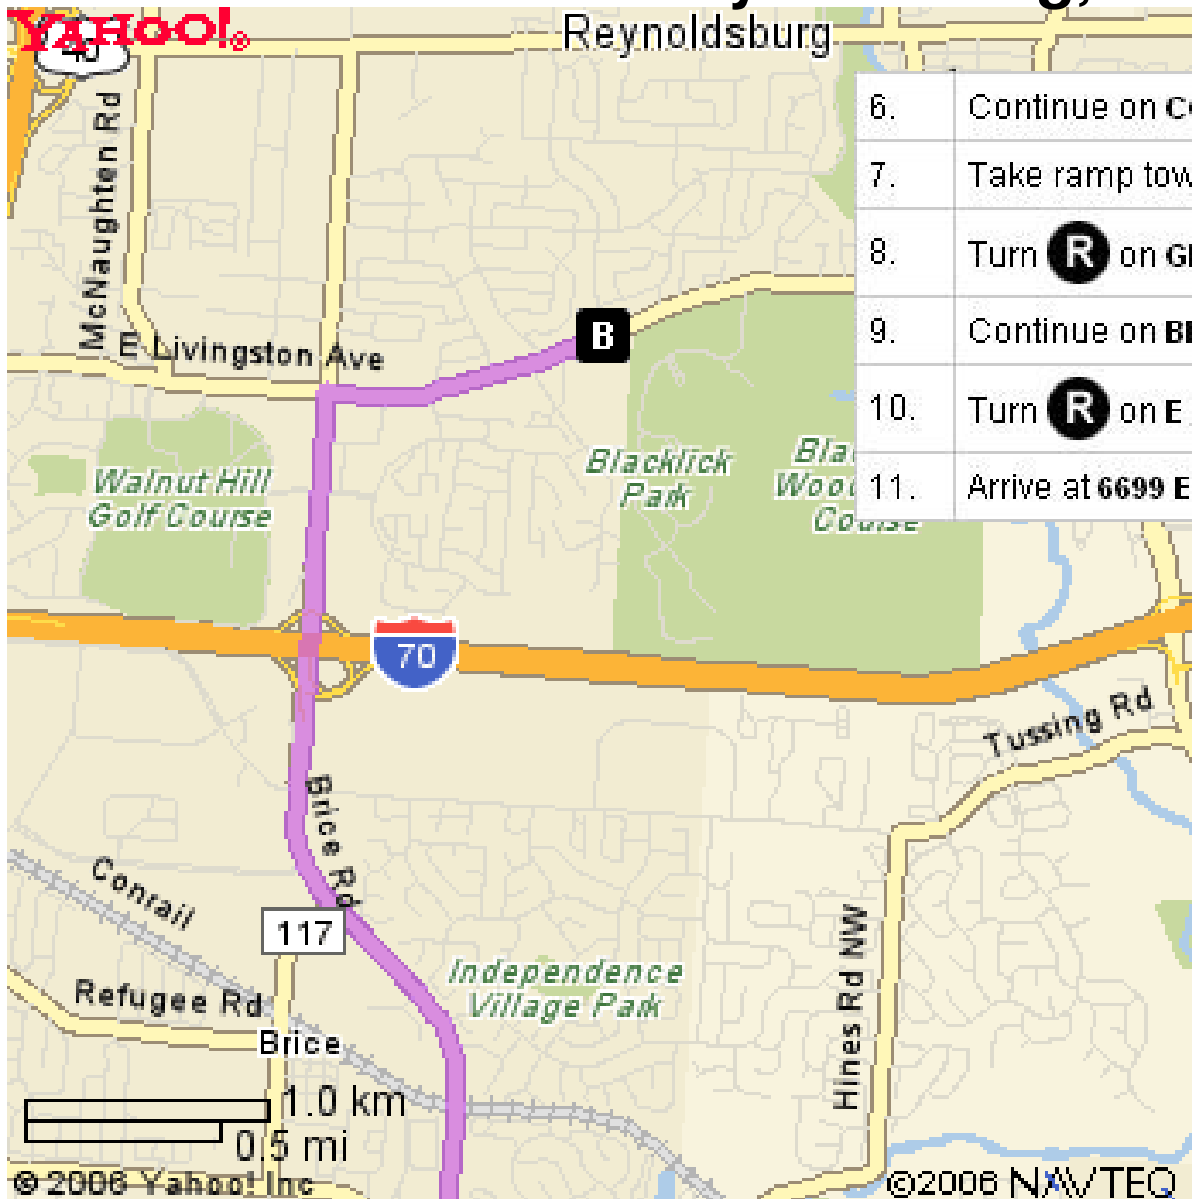 YAHOO!®
40
Reynoldsburg
McNaughten Rd
6. Continue on
7. Take ramp
8. Turn R on
9. Continue on
10. Turn R on E
11. Arrive at 6699 E
E Livingston Ave
B
Walnut Hill
Golf Course
Blacklick
Park
Course
70
Tussing Rd
Brice Rd
Conrail
117
Independence
Village Park
Hines Rd NW
Refugee Rd
Brice
1.0 km
0.5 mi
© 2006 Yahoo! Inc
©2006 NAVTEQ